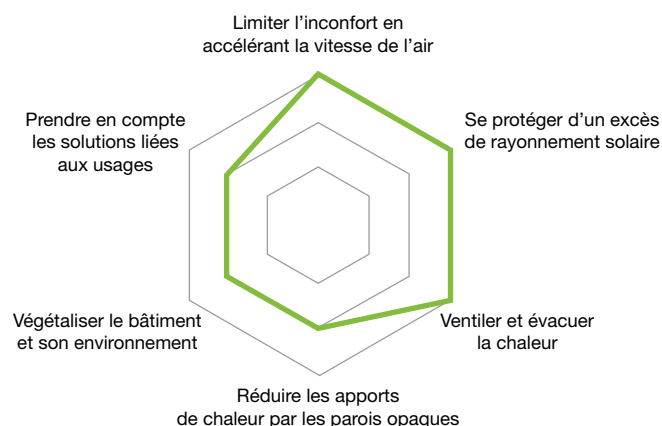 Limiter l’inconfort en
accélérant la vitesse de l’air
Se protéger d’un excès
de rayonnement solaire
Ventiler et évacuer
la chaleur
Réduire les apports
de chaleur par les parois opaques
Végétaliser le bâtiment
et son environnement
Prendre en compte
les solutions liées
aux usages